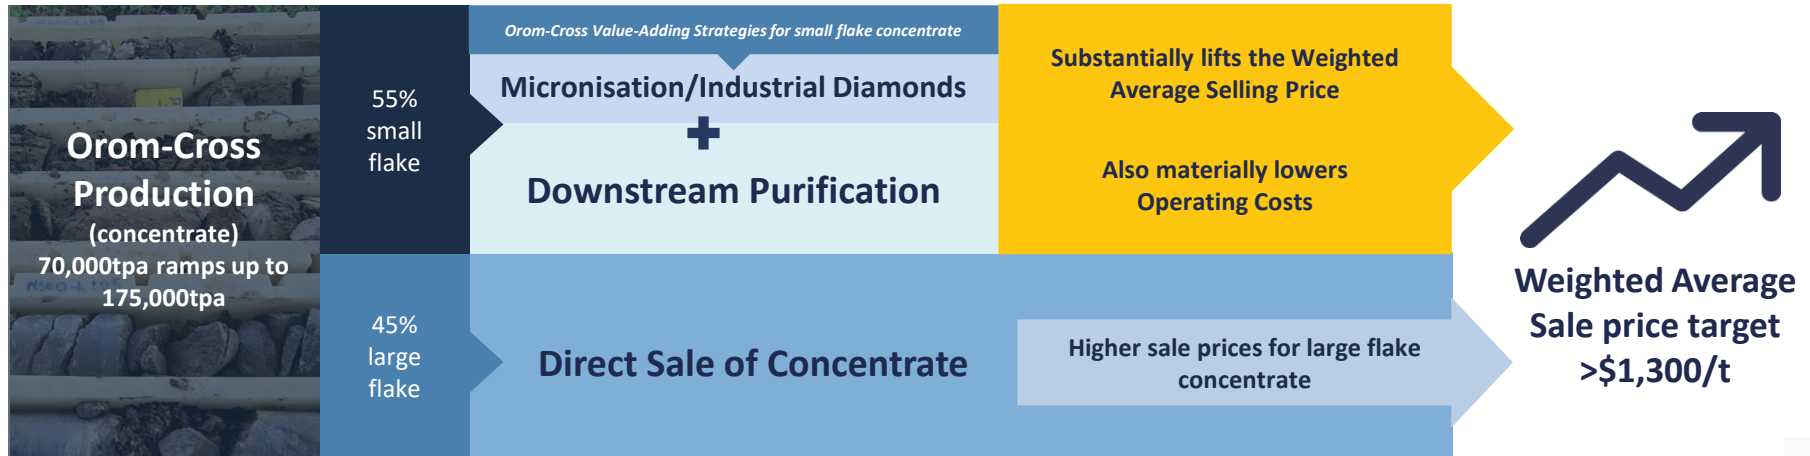 Orom-Cross
Production
(concentrate)
70,000tpa ramps up to
175,000tpa
55%
small
flake
Orom-Cross Value-Adding Strategies for small flake concentrate
Micronisation/Industrial Diamonds
+
Downstream Purification
Substantially lifts the Weighted
Average Selling Price
Also materially lowers
Operating Costs
45%
large
flake
Direct Sale of Concentrate
Higher sale prices for large flake
concentrate
Weighted Average
Sale price target
>$1,300/t